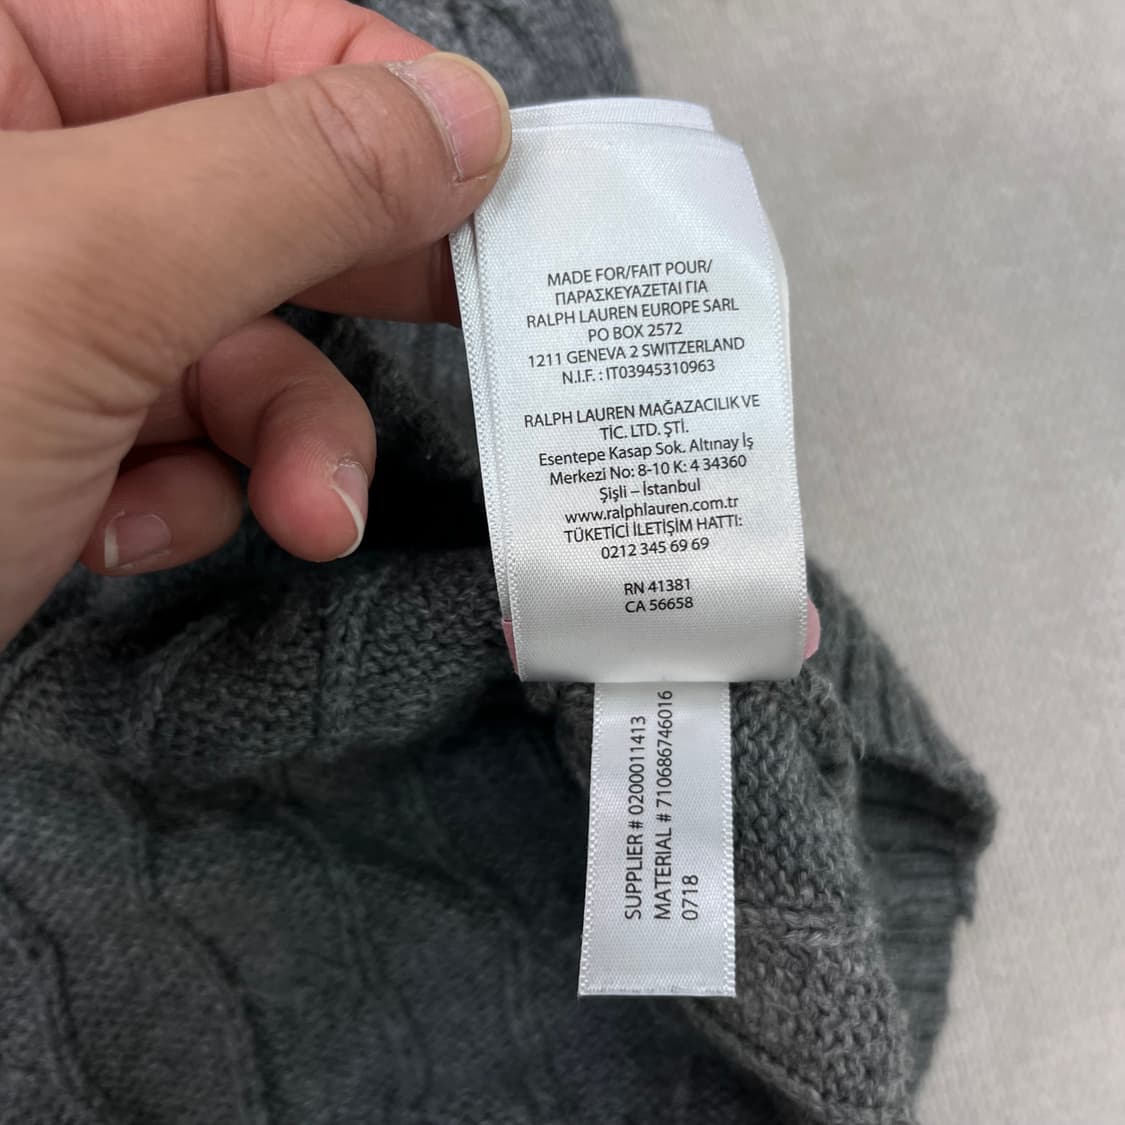 MADE FOR/FAIT POUR/
ΠΑΡΑΣΚΕΥΑΖΕΤΑΙ ΓΙΑ
RALPH LAUREN EUROPE SARL
PO BOX 2572
1211 GENEVA 2 SWITZERLAND
N.I.F. : IT03945310963
RALPH LAUREN MAĞAZACILIK VE
TİC. LTD. ŞTİ.
Esentepe Kasap Sok. Altınay İş
Merkezi No: 8-10 K: 4 34360
Şişli – İstanbul
www.ralphlauren.com.tr
TÜKETİCİ İLETİŞİM HATTI:
0212 345 69 69
RN 41381
CA 56658
SUPPLIER # 0200011413
MATERIAL # 710686746016
0718